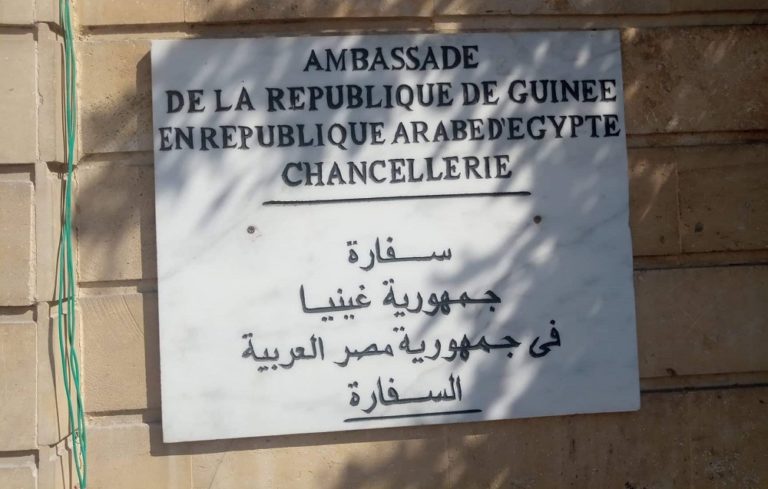 AMBASSADE
DE LA REPUBLIQUE DE GUINEE
EN REPUBLIQUE ARABE D'EGYPTE
CHANCELLERIE
سفارة
جمهورية غينيا
فى جمهورية مصر العربية
السفارة